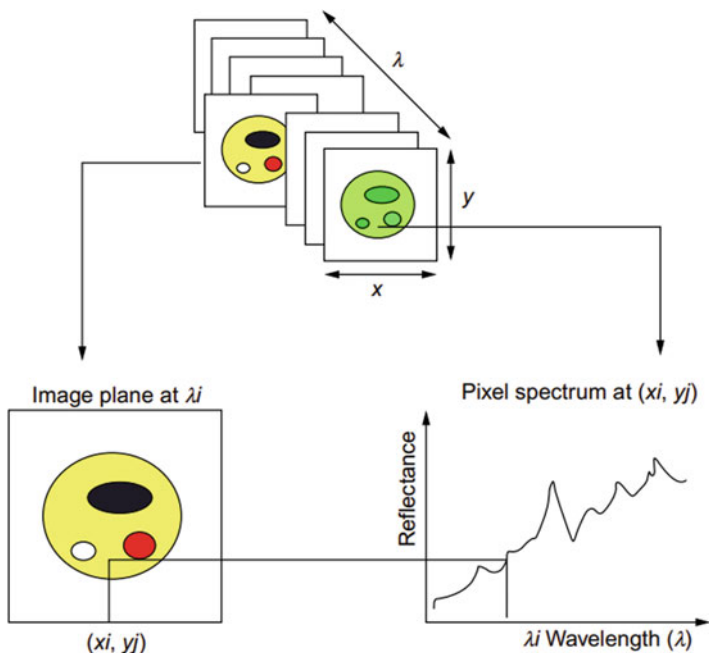 λ
y
x
Image plane at λi
Pixel spectrum at (xi, yj)
Reflectance
(xi, yj)
λi Wavelength (λ)